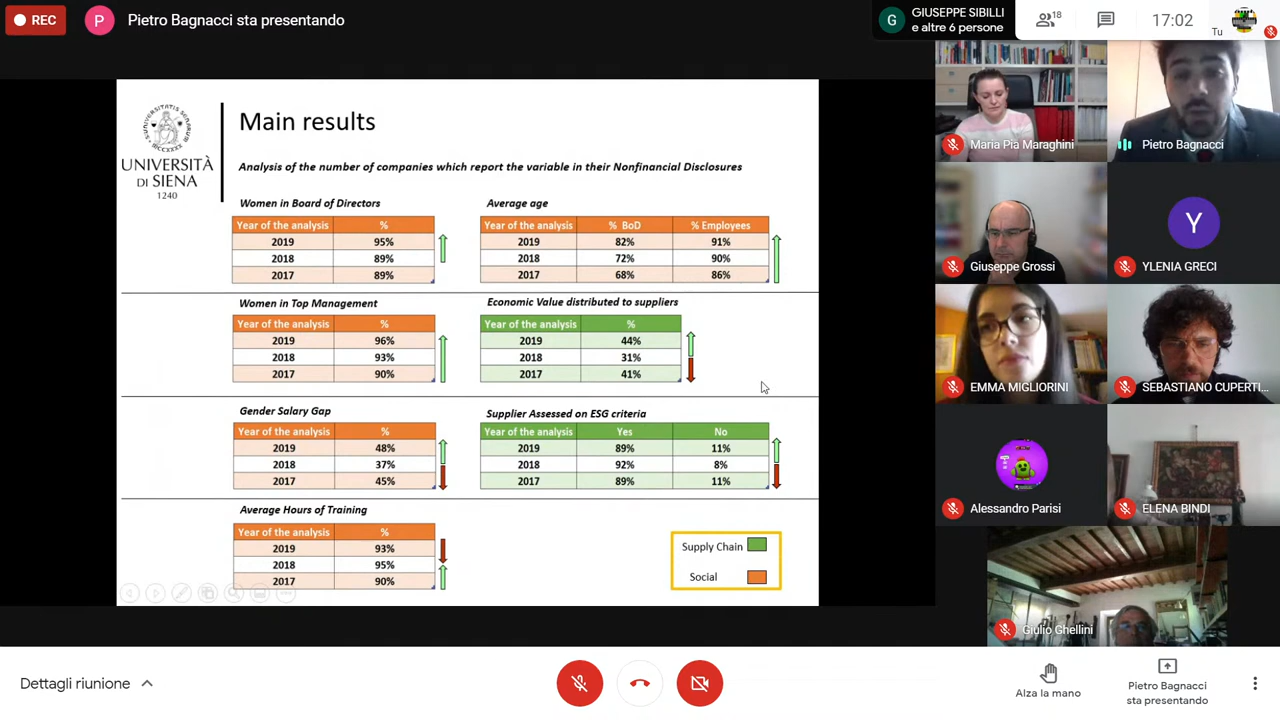 REC
P
Pietro Bagnacci sta presentando
G
GIUSEPPE SIBILLI
e altre 6 persone
18
17:02
Tu
UNIVERSITÀ
DI SIENA
1240
Main results
Analysis of the number of companies which report the variable in their Nonfinancial Disclosures
Women in Board of Directors
Year of the analysis %
2019 95%
2018 89%
2017 89%
Average age
Year of the analysis % BoD % Employees
2019 82% 91%
2018 72% 90%
2017 68% 86%
Women in Top Management
Year of the analysis %
2019 96%
2018 93%
2017 90%
Economic Value distributed to suppliers
Year of the analysis %
2019 44%
2018 31%
2017 41%
Gender Salary Gap
Year of the analysis %
2019 48%
2018 37%
2017 45%
Supplier Assessed on ESG criteria
Year of the analysis Yes No
2019 89% 11%
2018 92% 8%
2017 89% 11%
Average Hours of Training
Year of the analysis %
2019 93%
2018 95%
2017 90%
Supply Chain
Social
Maria Pia Maraghini
Pietro Bagnacci
Giuseppe Grossi
Y
YLENIA GRECI
EMMA MIGLIORINI
SEBASTIANO CUPERTI...
Alessandro Parisi
ELENA BINDI
Giulio Ghellini
Dettagli riunione
Alza la mano
Pietro Bagnacci
sta presentando